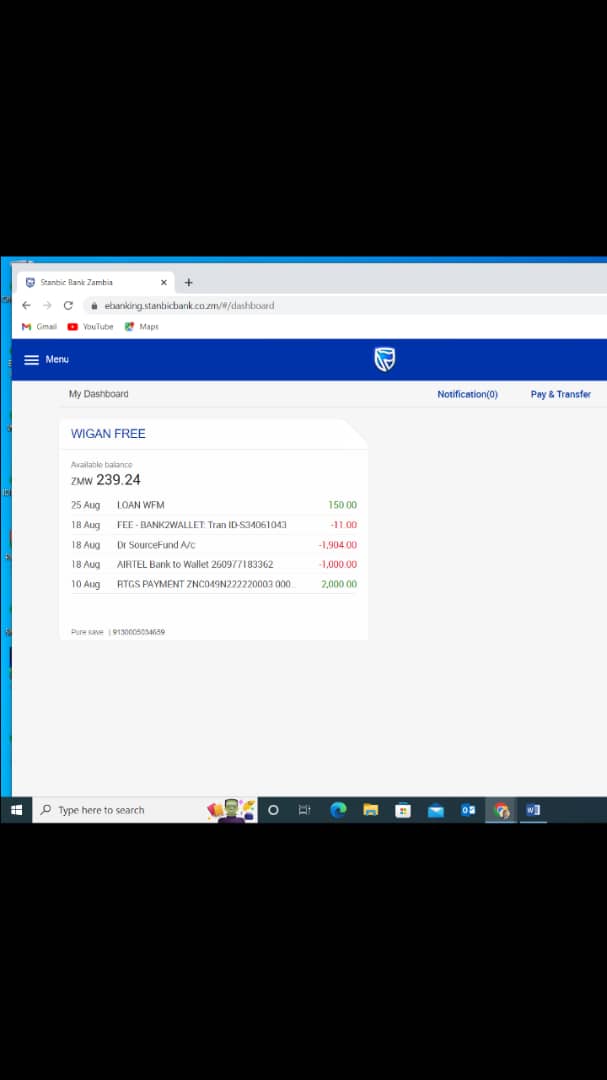 Stanbic Bank Zambia
ebanking.stanbicbank.co.zm/#/dashboard
Gmail YouTube Maps
Menu
My Dashboard Notification(0) Pay & Transfer
WIGAN FREE
Available balance
ZMW 239.24
25 Aug LOAN WFM 150.00
18 Aug FEE - BANK2WALLET: Tran ID-S34061043 -11.00
18 Aug Dr SourceFund A/c -1,904.00
18 Aug AIRTEL Bank to Wallet 260977183362 -1,000.00
10 Aug RTGS PAYMENT ZNC049N222220003 000... 2,000.00
Pure save | 9130005034659
Type here to search